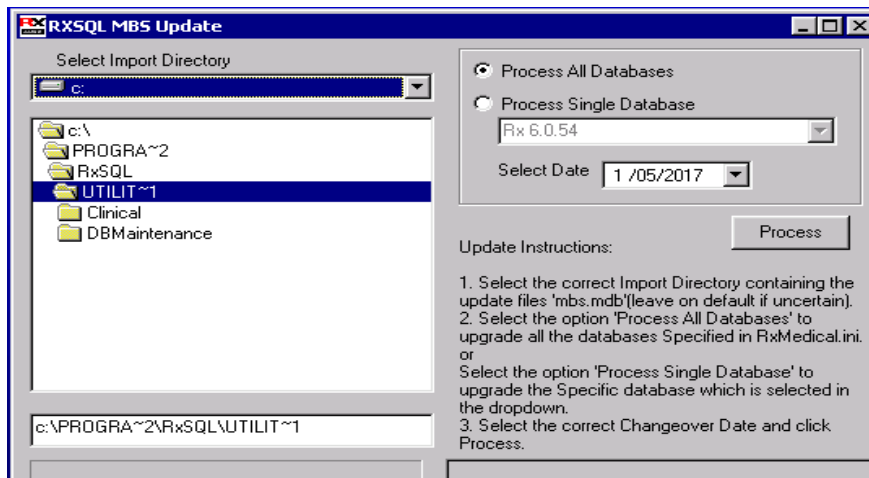 RXSQL MBS Update
Select Import Directory
c:
c:\
PROGRA~2
RxSQL
UTILIT~1
Clinical
DBMaintenance
c:\PROGRA~2\RxSQL\UTILIT~1
Process All Databases
Process Single Database
Rx 6.0.54
Select Date 1 /05/2017
Process
Update Instructions:
1. Select the correct Import Directory containing the
update files 'mbs.mdb'(leave on default if uncertain).
2. Select the option 'Process All Databases' to
upgrade all the databases Specified in RxMedical.ini.
or
Select the option 'Process Single Database' to
upgrade the Specific database which is selected in
the dropdown.
3. Select the correct Changeover Date and click
Process.